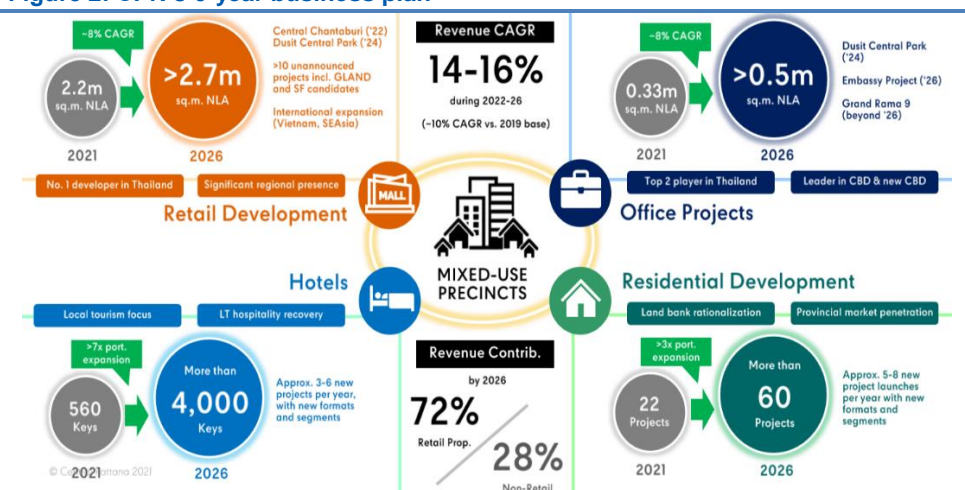 ~8% CAGR
2.2m
sq.m. NLA
2021
>2.7m
sq.m. NLA
2026
Central Chantaburi ('22)
Dusit Central Park ('24)
>10 unannounced
projects incl. GLAND
and SF candidates
International expansion
(Vietnam, SEAsia)
No. 1 developer in Thailand
Significant regional presence
Retail Development
MALL
Revenue CAGR
14-16%
during 2022-26
(~10% CAGR vs. 2019 base)
~8% CAGR
0.33m
sq.m. NLA
2021
>0.5m
sq.m. NLA
2026
Dusit Central Park
('24)
Embassy Project ('26)
Grand Rama 9
(beyond '26)
Top 2 player in Thailand
Leader in CBD & new CBD
Office Projects
MIXED-USE
PRECINCTS
Hotels
Local tourism focus
LT hospitality recovery
>7x port.
expansion
560
Keys
2021
More than
4,000
Keys
2026
Approx. 3-6 new
projects per year,
with new formats
and segments
Revenue Contrib.
by 2026
72%
Retail Prop.
28%
Non-Retail
Residential Development
Land bank rationalization
Provincial market penetration
>3x port.
expansion
22
Projects
2021
More than
60
Projects
2026
Approx. 5-8 new
project launches
per year with new
formats and
segments